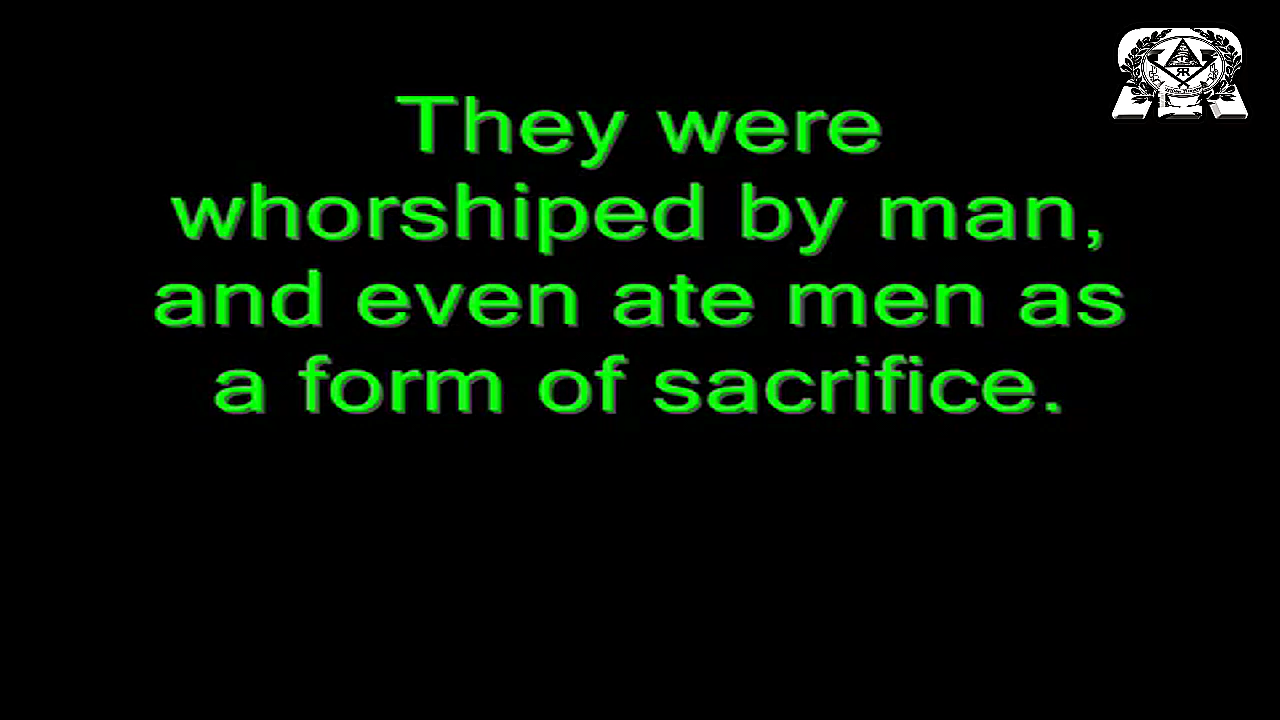 They were
whorshiped by man,
and even ate men as
a form of sacrifice.